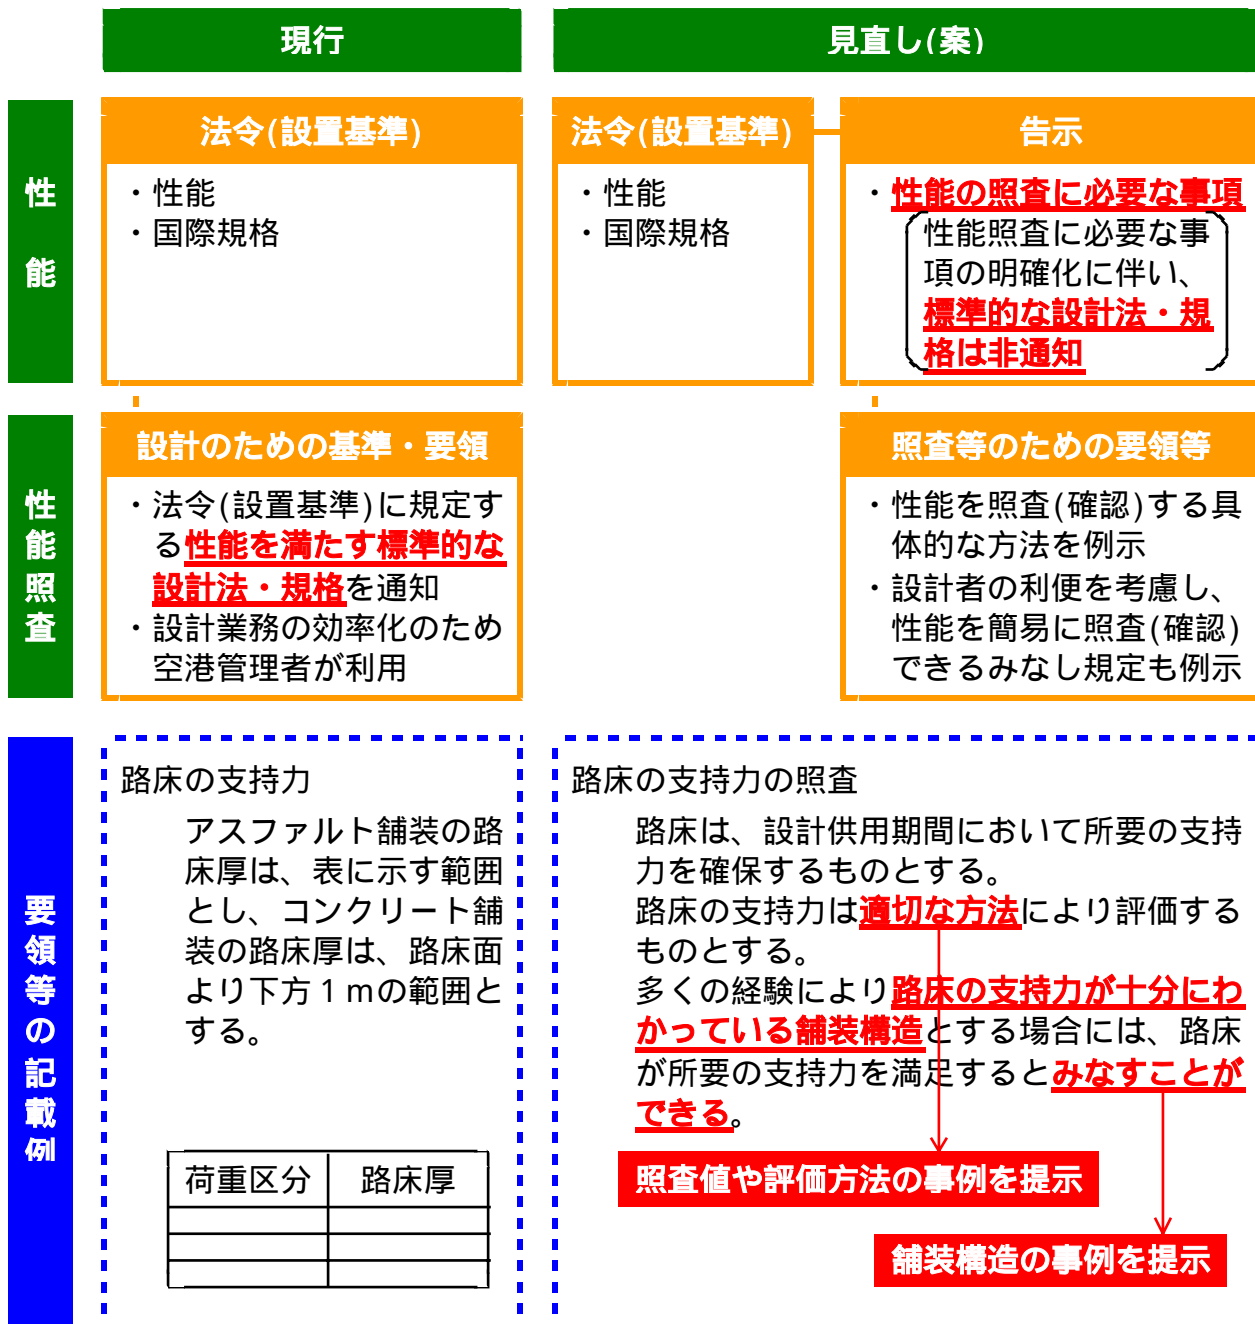 現行
見直し(案)
性能
法令(設置基準)
・性能
・国際規格
法令(設置基準)
・性能
・国際規格
告示
・性能の照査に必要な事項
性能照査に必要な事
項の明確化に伴い、
標準的な設計法・規
格は非通知
性能照査
設計のための基準・要領
・法令(設置基準)に規定す
る性能を満たす標準的な
設計法・規格を通知
・設計業務の効率化のため
空港管理者が利用
照査等のための要領等
・性能を照査(確認)する具
体的な方法を例示
・設計者の利便を考慮し、
性能を簡易に照査(確認)
できるみなし規定も例示
要領等の記載例
路床の支持力
アスファルト舗装の路
床厚は、表に示す範囲
とし、コンクリート舗
装の路床厚は、路床面
より下方１mの範囲と
する。
荷重区分 路床厚
路床の支持力の照査
路床は、設計供用期間において所要の支持
力を確保するものとする。
路床の支持力は適切な方法により評価する
ものとする。
多くの経験により路床の支持力が十分にわ
かっている舗装構造とする場合には、路床
が所要の支持力を満足するとみなすことが
できる。
照査値や評価方法の事例を提示
舗装構造の事例を提示